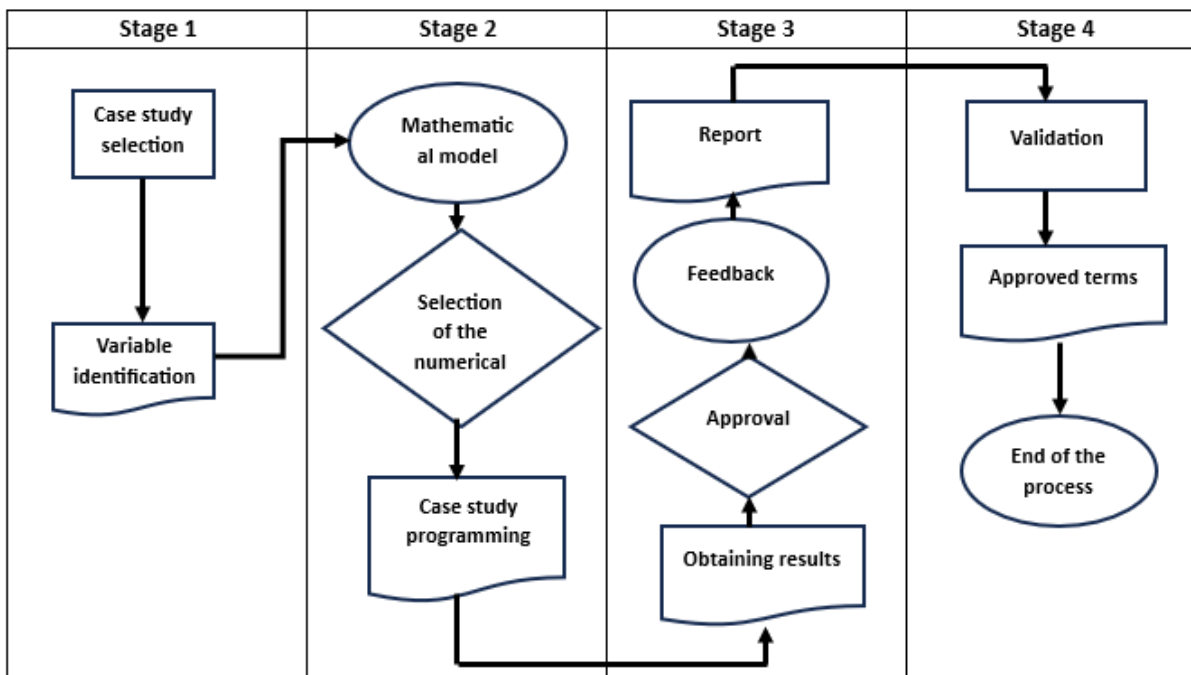 Stage 1
Stage 2
Stage 3
Stage 4
Case study
selection
Variable
identification
Mathematic
al model
Selection
of the
numerical
Case study
programming
Report
Feedback
Approval
Obtaining results
Validation
Approved terms
End of the
process